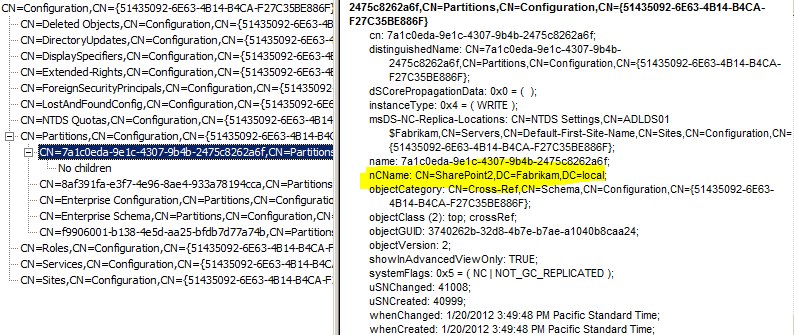 CN=Configuration,CN={51435092-6E63-4B14-B4CA-F27C35BE886F}
CN=Deleted Objects,CN=Configuration,CN={51435092-6E63-4B14
CN=DirectoryUpdates,CN=Configuration,CN={51435092-6E63-4B1
CN=DisplaySpecifiers,CN=Configuration,CN={51435092-6E63-4B1
CN=Extended-Rights,CN=Configuration,CN={51435092-6E63-4B14
CN=ForeignSecurityPrincipals,CN=Configuration,CN={51435092-6
CN=LostAndFoundConfig,CN=Configuration,CN={51435092-6E63-
CN=NTDS Quotas,CN=Configuration,CN={51435092-6E63-4B14-B
CN=Partitions,CN=Configuration,CN={51435092-6E63-4B14-B4C
CN=7a1c0eda-9e1c-4307-9b4b-2475c8262a6f,CN=Partitions
No children
CN=8af391fa-e3f7-4e96-8ae4-933a78194cca,CN=Partitions
CN=Enterprise Configuration,CN=Partitions,CN=Configuratio
CN=Enterprise Schema,CN=Partitions,CN=Configuration,CN=
CN=f9906001-b138-4e5d-aa25-bfdb7d77a74b,CN=Partition
CN=Roles,CN=Configuration,CN={51435092-6E63-4B14-B4CA-F2
CN=Services,CN=Configuration,CN={51435092-6E63-4B14-B4CA
CN=Sites,CN=Configuration,CN={51435092-6E63-4B14-B4CA-F27
2475c8262a6f,CN=Partitions,CN=Configuration,CN={51435092-6E63-4B14-B4CA-
F27C35BE886F}
cn: 7a1c0eda-9e1c-4307-9b4b-2475c8262a6f;
distinguishedName: CN=7a1c0eda-9e1c-4307-9b4b-
2475c8262a6f,CN=Partitions,CN=Configuration,CN={51435092-6E63-4B14-B4CA-
F27C35BE886F};
dSCorePropagationData: 0x0 = ( );
instanceType: 0x4 = ( WRITE );
msDS-NC-Replica-Locations: CN=NTDS Settings,CN=ADLDS01
$Fabrikam,CN=Servers,CN=Default-First-Site-Name,CN=Sites,CN=Configuration,CN=
{51435092-6E63-4B14-B4CA-F27C35BE886F};
name: 7a1c0eda-9e1c-4307-9b4b-2475c8262a6f;
nCName: CN=SharePoint2,DC=Fabrikam,DC=local;
objectCategory: CN=Cross-Ref,CN=Schema,CN=Configuration,CN={51435092-6E63-
4B14-B4CA-F27C35BE886F};
objectClass (2): top; crossRef;
objectGUID: 3740262b-32d8-4b7e-b7ae-a1040b8caa24;
objectVersion: 2;
showInAdvancedViewOnly: TRUE;
systemFlags: 0x5 = ( NC | NOT_GC_REPLICATED );
uSNChanged: 41008;
uSNCreated: 40999;
whenChanged: 1/20/2012 3:49:48 PM Pacific Standard Time;
whenCreated: 1/20/2012 3:49:48 PM Pacific Standard Time;